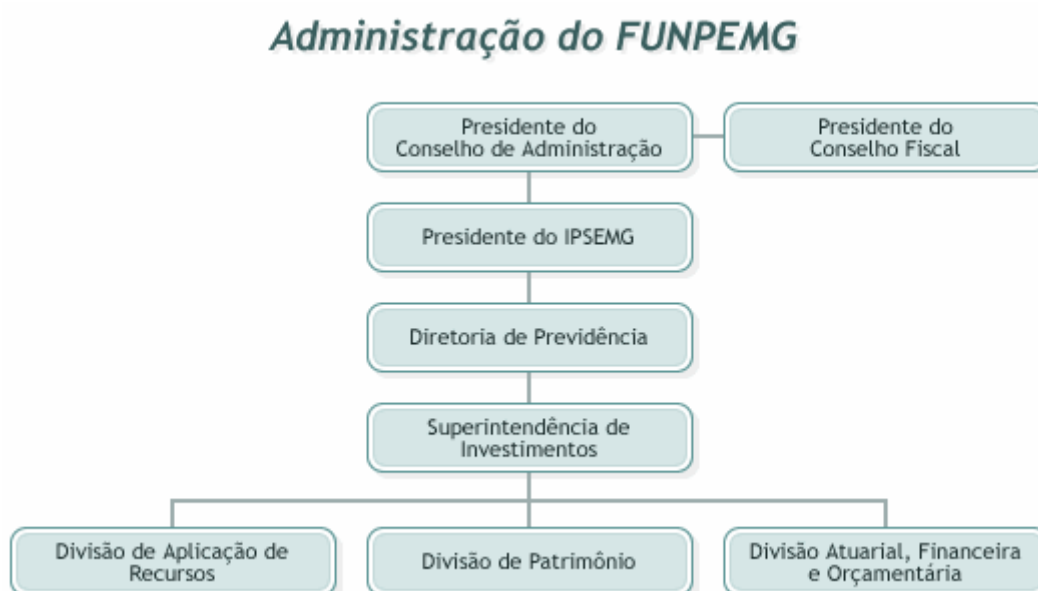 Administração do FUNPEMG
Presidente do
Conselho de Administração
Presidente do
Conselho Fiscal
Presidente do IPSEMG
Diretoria de Previdência
Superintendência de
Investimentos
Divisão de Aplicação de
Recursos
Divisão de Patrimônio
Divisão Atuarial, Financeira
e Orçamentária